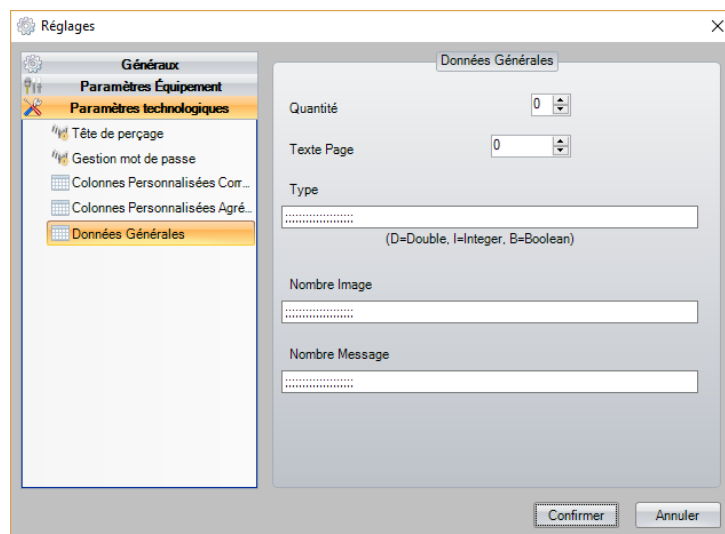 Réglages
Généraux
Paramètres Équipement
Paramètres technologiques
Tête de perçage
Gestion mot de passe
Colonnes Personnalisées Com...
Colonnes Personnalisées Agré...
Données Générales
Données Générales
Quantité
0
Texte Page
0
Type
;;;;;;;;;;;;;;;;;;;;
(D=Double, I=Integer, B=Boolean)
Nombre Image
;;;;;;;;;;;;;;;;;;;;
Nombre Message
;;;;;;;;;;;;;;;;;;;;
Confirmer
Annuler